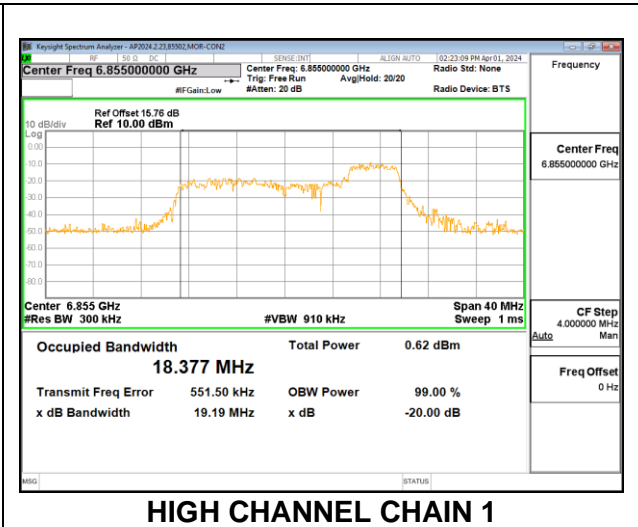 Keysight Spectrum Analyzer - AP2024.2.23,85502,MOR-CON2
RF 50 Ω DC SENSE:INT ALIGN AUTO 02:23:09 PM Apr 01, 2024
Center Freq 6.855000000 GHz Center Freq: 6.855000000 GHz Radio Std: None Frequency
Trig: Free Run Avg|Hold: 20/20
#IFGain:Low #Atten: 20 dB Radio Device: BTS
Ref Offset 15.76 dB
10 dB/div Ref 10.00 dBm
Log
0.00
-10.0
-20.0
-30.0
-40.0
-50.0
-60.0
-70.0
-80.0
Center Freq
6.855000000 GHz
Center 6.855 GHz Span 40 MHz
#Res BW 300 kHz #VBW 910 kHz Sweep 1 ms
CF Step
4.000000 MHz
Auto Man
Occupied Bandwidth Total Power 0.62 dBm
18.377 MHz
Transmit Freq Error 551.50 kHz OBW Power 99.00 %
x dB Bandwidth 19.19 MHz x dB -20.00 dB
Freq Offset
0 Hz
MSG STATUS
HIGH CHANNEL CHAIN 1